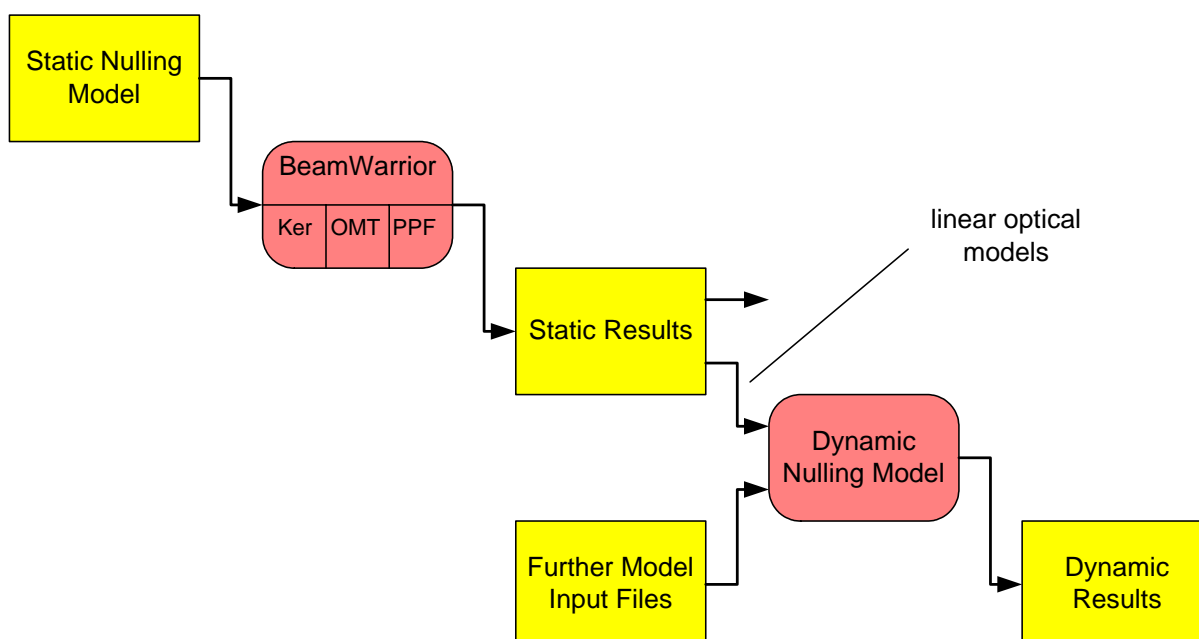 Static Nulling
Model
BeamWarrior
Ker OMT PPF
linear optical
models
Static Results
Dynamic
Nulling Model
Further Model
Input Files
Dynamic
Results